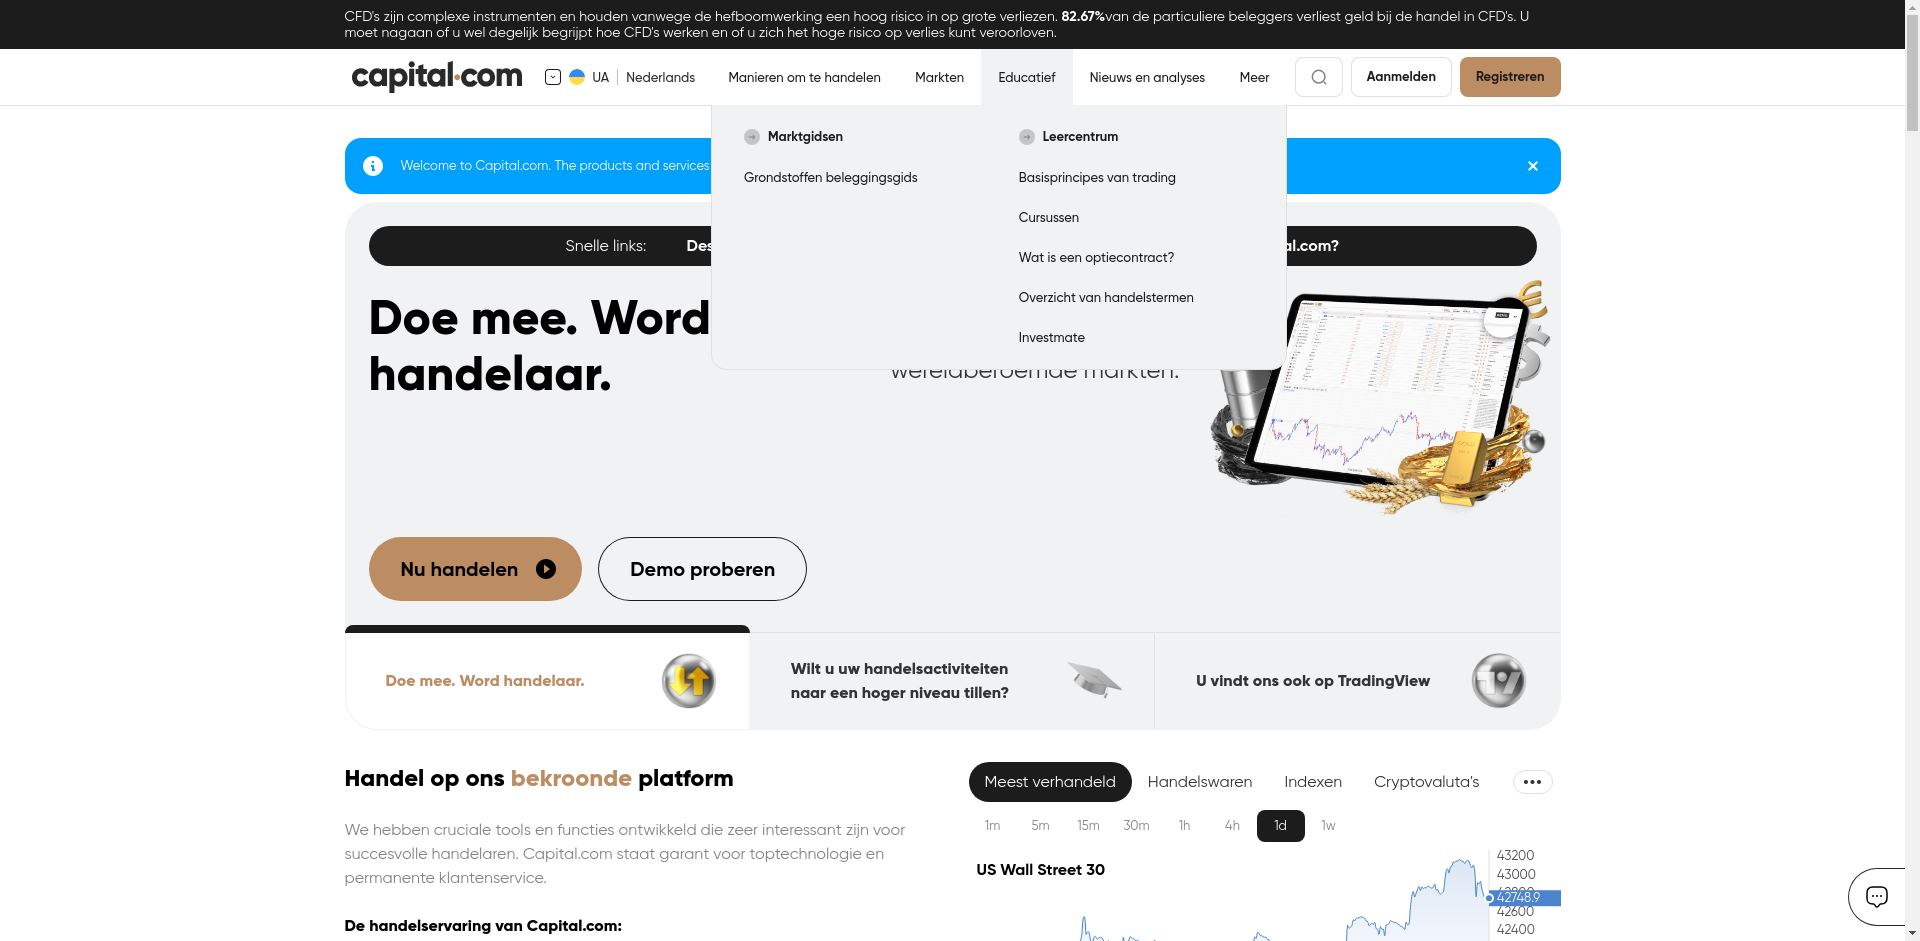 CFD's zijn complexe instrumenten en houden vanwege de hefboomwerking een hoog risico in op grote verliezen. 82.67%van de particuliere beleggers verliest geld bij de handel in CFD's. U
moet nagaan of u wel degelijk begrijpt hoe CFD's werken en of u zich het hoge risico op verlies kunt veroorloven.
capital.com
UA Nederlands
Manieren om te handelen
Markten
Educatief
Nieuws en analyses
Meer
Aanmelden
Registreren
Marktgidsen
Grondstoffen beleggingsgids
Leercentrum
Basisprincipes van trading
Cursussen
Wat is een optiecontract?
Overzicht van handelstermen
Investmate
Welcome to Capital.com. The products and services
Snelle links:
Doe mee. Word
handelaar.
wereldberoemde markten.
Nu handelen
Demo proberen
Doe mee. Word handelaar.
Wilt u uw handelsactiviteiten
naar een hoger niveau tillen?
U vindt ons ook op TradingView
Handel op ons bekroonde platform
We hebben cruciale tools en functies ontwikkeld die zeer interessant zijn voor
succesvolle handelaren. Capital.com staat garant voor toptechnologie en
permanente klantenservice.
De handelservaring van Capital.com:
Meest verhandeld
Handelswaren
Indexen
Cryptovaluta's
1m 5m 15m 30m 1h 4h 1d 1w
US Wall Street 30
43200
43000
42748.9
42600
42400